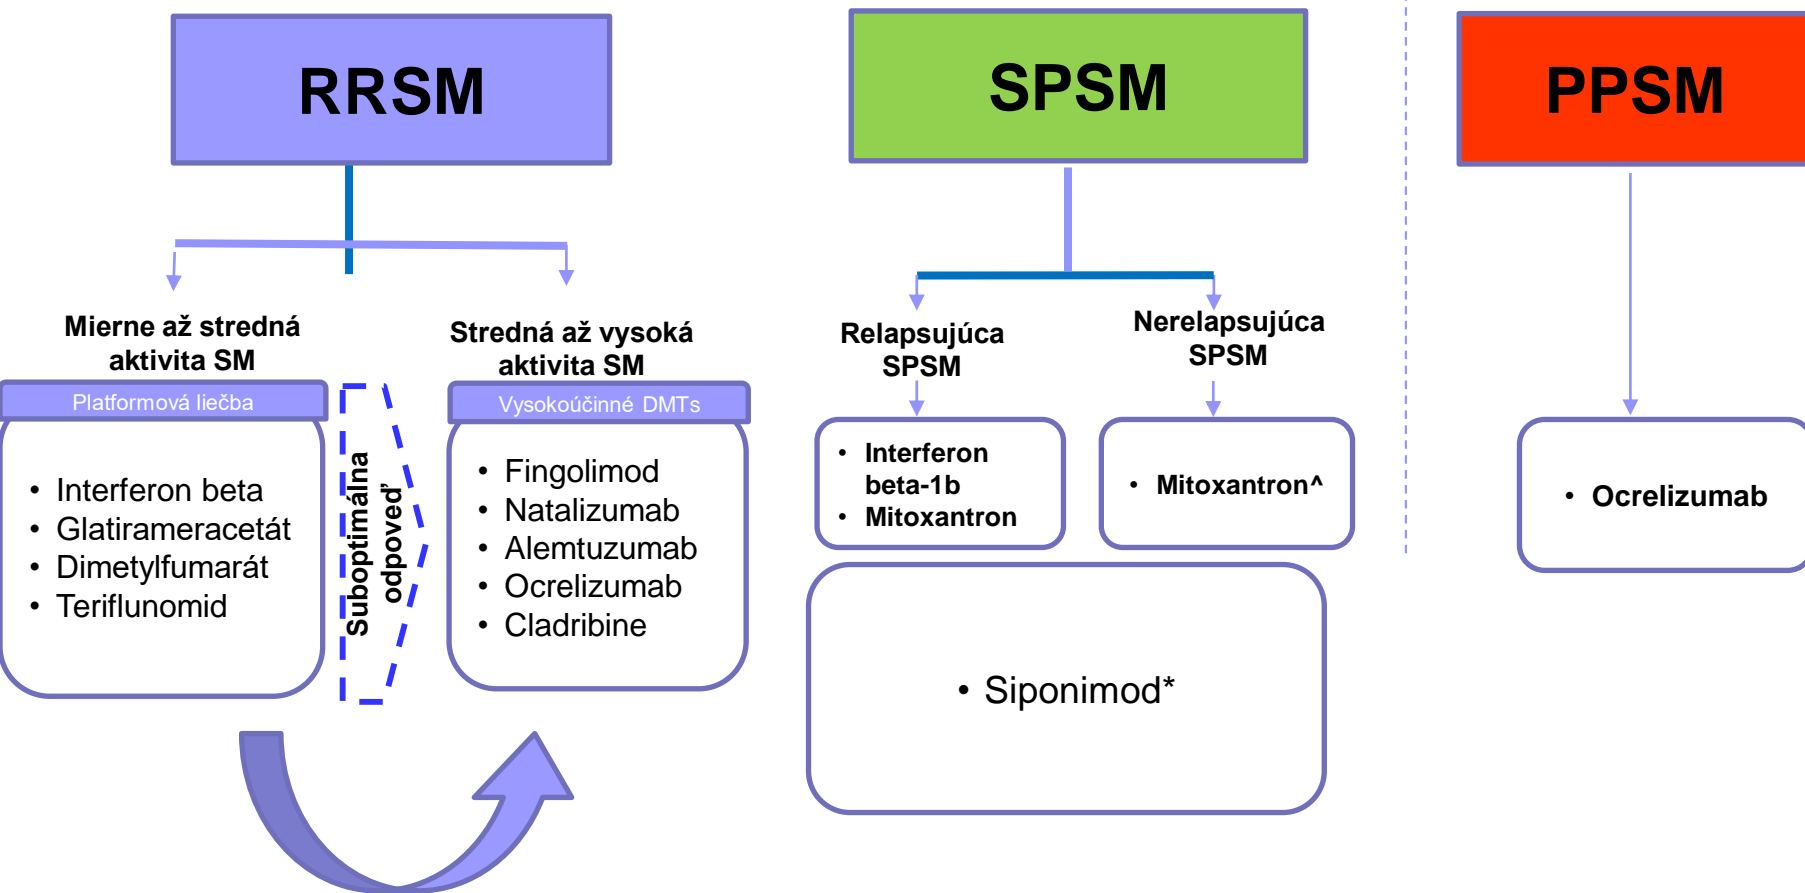 RRSM
Mierne až stredná
aktivita SM
Platformová liečba
• Interferon beta
• Glatirameracetát
• Dimetylfumarát
• Teriflunomid
Suboptimálna
odpoveď
Stredná až vysoká
aktivita SM
Vysokoúčinné DMTs
• Fingolimod
• Natalizumab
• Alemtuzumab
• Ocrelizumab
• Cladribine
SPSM
Relapsujúca
SPSM
• Interferon
beta-1b
• Mitoxantron
Nerelapsujúca
SPSM
• Mitoxantron^
• Siponimod*
PPSM
• Ocrelizumab